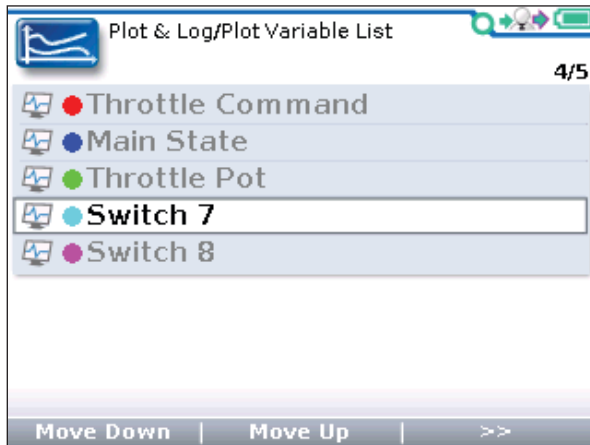 Plot & Log/Plot Variable List
4/5
Throttle Command
Main State
Throttle Pot
Switch 7
Switch 8
Move Down | Move Up | >>